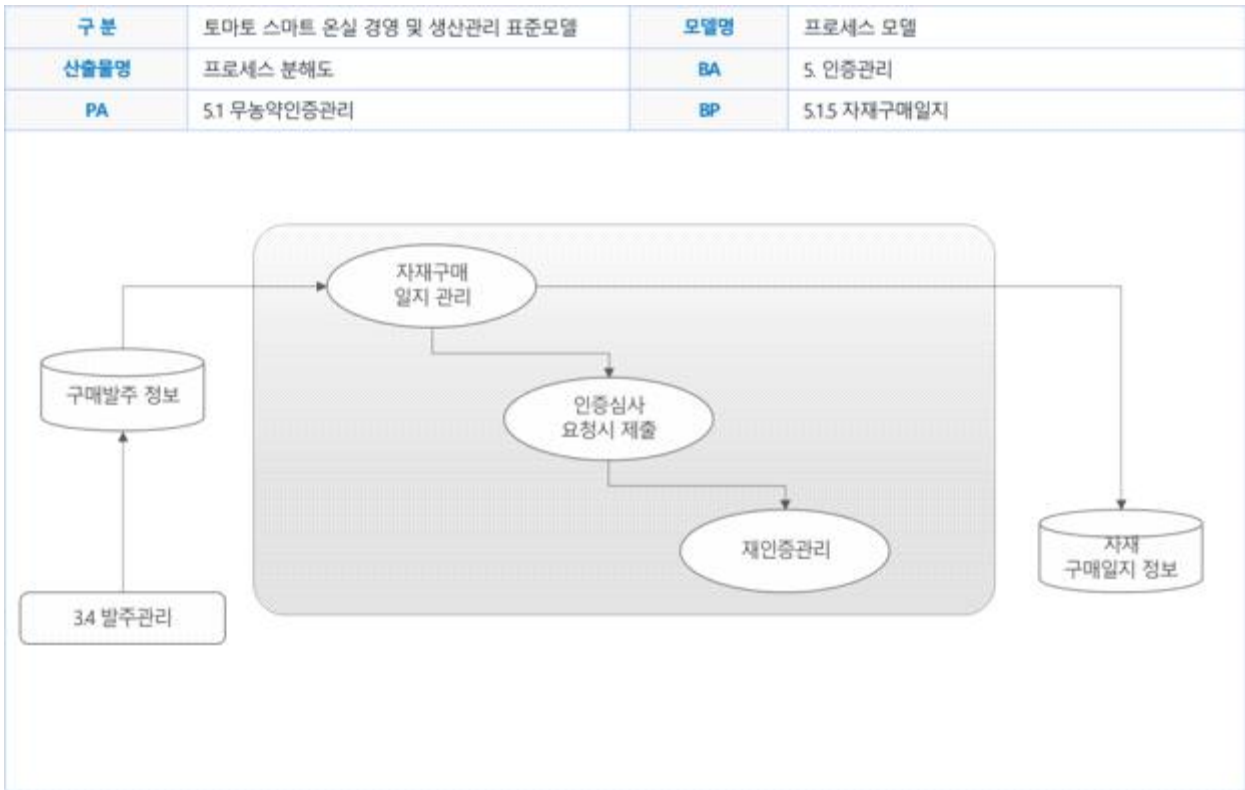 구 분 토마토 스마트 온실 경영 및 생산관리 표준모델 모델명 프로세스 모델
산출물명 프로세스 분해도 BA 5. 인증관리
PA 5.1 무농약인증관리 BP 5.1.5 자재구매일지
자재구매
일지 관리
구매발주 정보
인증심사
요청시 제출
재인증관리
자재
구매일지 정보
3.4 발주관리